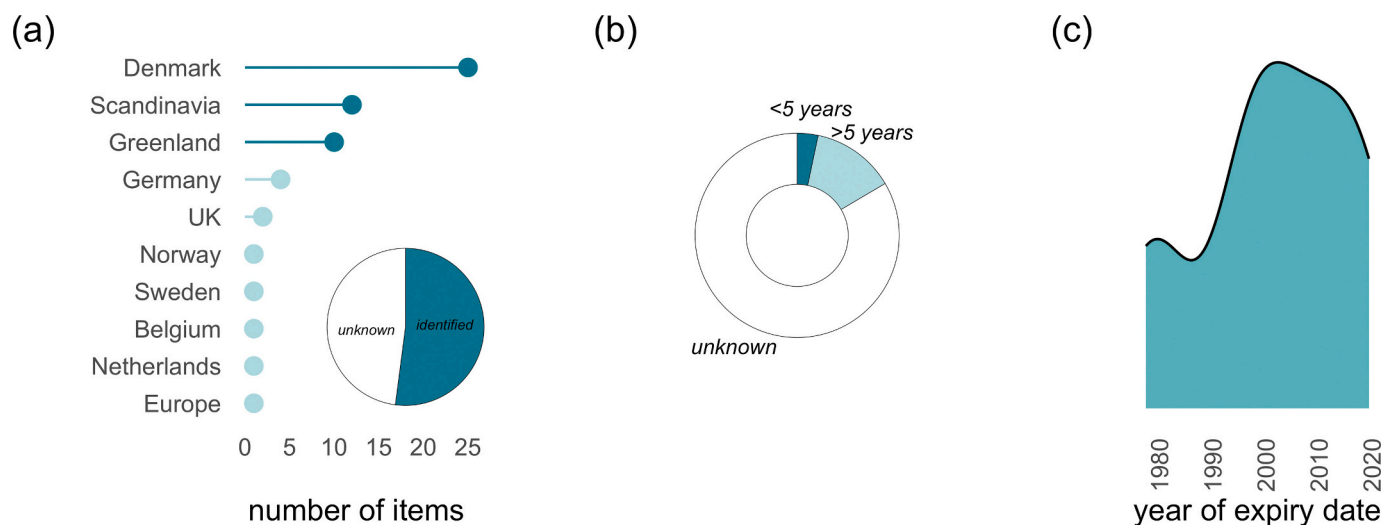 (a)
Denmark
Scandinavia
Greenland
Germany
UK
Norway
Sweden
Belgium
Netherlands
Europe
unknown
identified
0 5 10 15 20 25
number of items
(b)
<5 years
>5 years
unknown
(c)
1980
1990
2000
2010
2020
year of expiry date